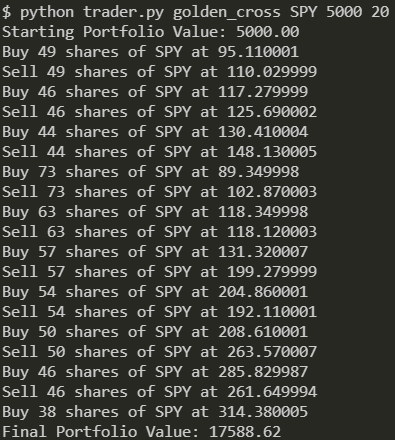 $ python trader.py golden_cross SPY 5000 20
Starting Portfolio Value: 5000.00
Buy 49 shares of SPY at 95.110001
Sell 49 shares of SPY at 110.029999
Buy 46 shares of SPY at 117.279999
Sell 46 shares of SPY at 125.690002
Buy 44 shares of SPY at 130.410004
Sell 44 shares of SPY at 148.130005
Buy 73 shares of SPY at 89.349998
Sell 73 shares of SPY at 102.870003
Buy 63 shares of SPY at 118.349998
Sell 63 shares of SPY at 118.120003
Buy 57 shares of SPY at 131.320007
Sell 57 shares of SPY at 199.279999
Buy 54 shares of SPY at 204.860001
Sell 54 shares of SPY at 192.110001
Buy 50 shares of SPY at 208.610001
Sell 50 shares of SPY at 263.570007
Buy 46 shares of SPY at 285.829987
Sell 46 shares of SPY at 261.649994
Buy 38 shares of SPY at 314.380005
Final Portfolio Value: 17588.62